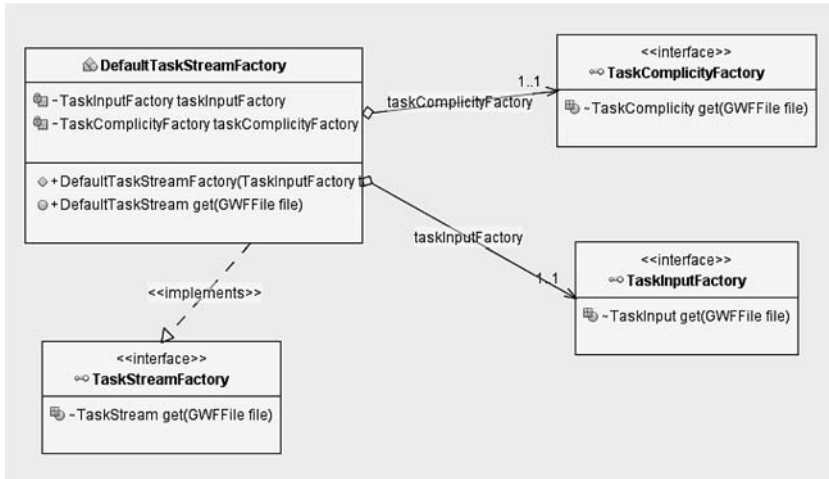 DefaultTaskStreamFactory
-TaskInputFactory taskInputFactory
-TaskComplicityFactory taskComplicityFactory
+DefaultTaskStreamFactory(TaskInputFactory
+DefaultTaskStream get(GWFFile file)
taskComplicityFactory
1..1
<<interface>>
TaskComplicityFactory
~TaskComplicity get(GWFFile file)
taskInputFactory
1..1
<<interface>>
TaskInputFactory
~TaskInput get(GWFFile file)
<<implements>>
<<interface>>
TaskStreamFactory
~TaskStream get(GWFFile file)